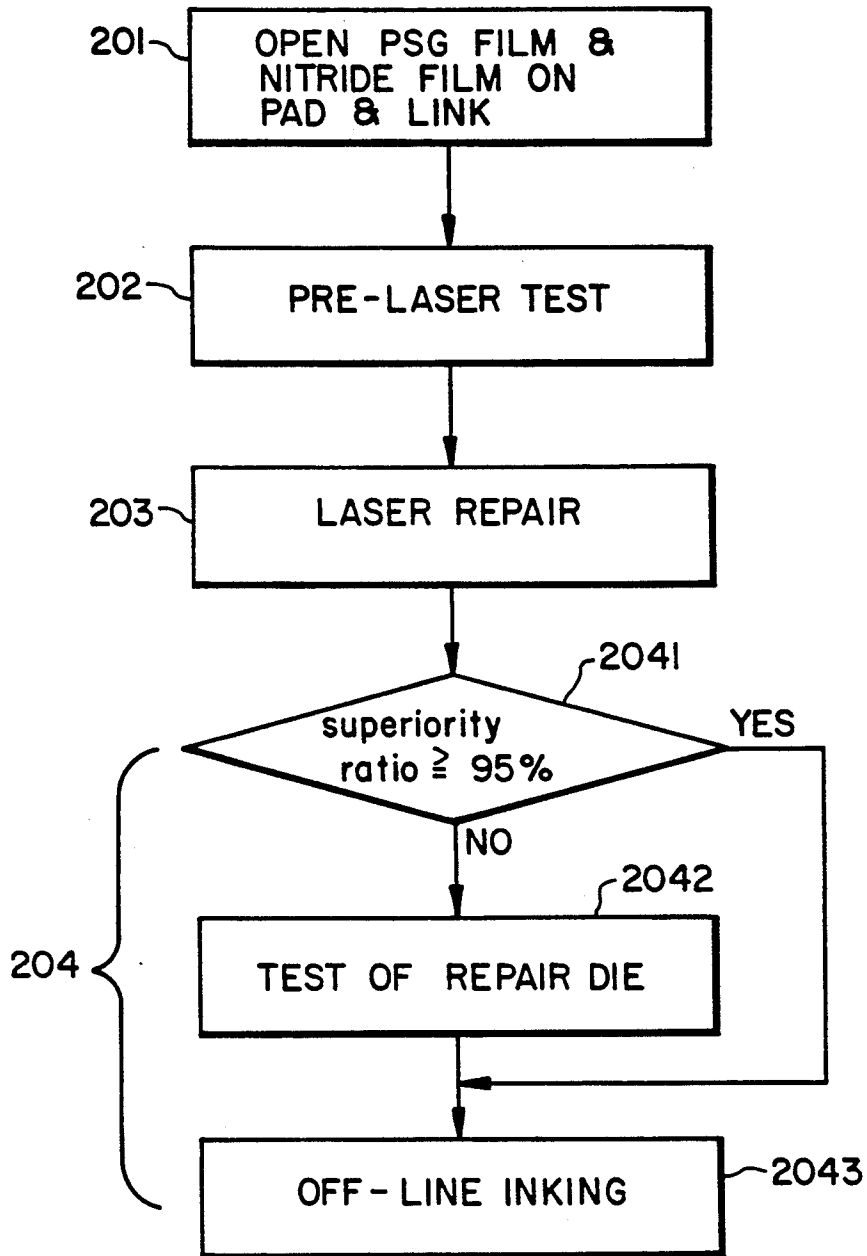 201
OPEN PSG FILM &
NITRIDE FILM ON
PAD & LINK
202
PRE-LASER TEST
203
LASER REPAIR
2041
superiority
ratio ≧ 95%
YES
NO
2042
204
TEST OF REPAIR DIE
OFF-LINE INKING
2043